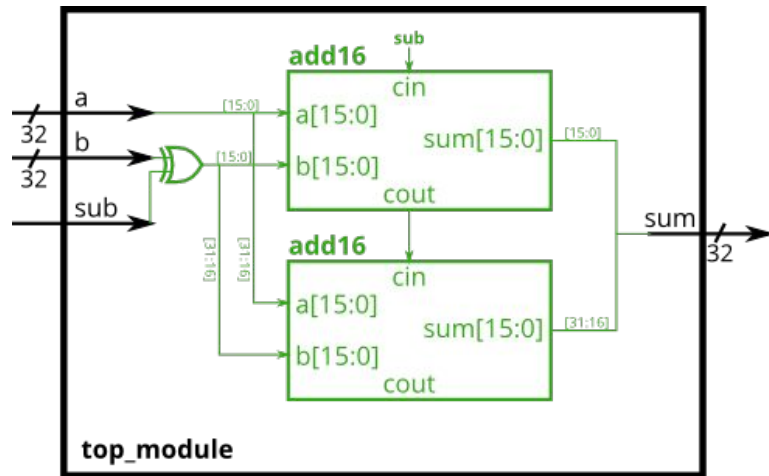 sub
add16
cin
a
[15:0]
a[15:0]
32
sum[15:0]
[15:0]
b
[15:0]
b[15:0]
32
cout
sub
sum
32
add16
[31:16]
[31:16]
cin
a[15:0]
sum[15:0]
[31:16]
b[15:0]
cout
top_module